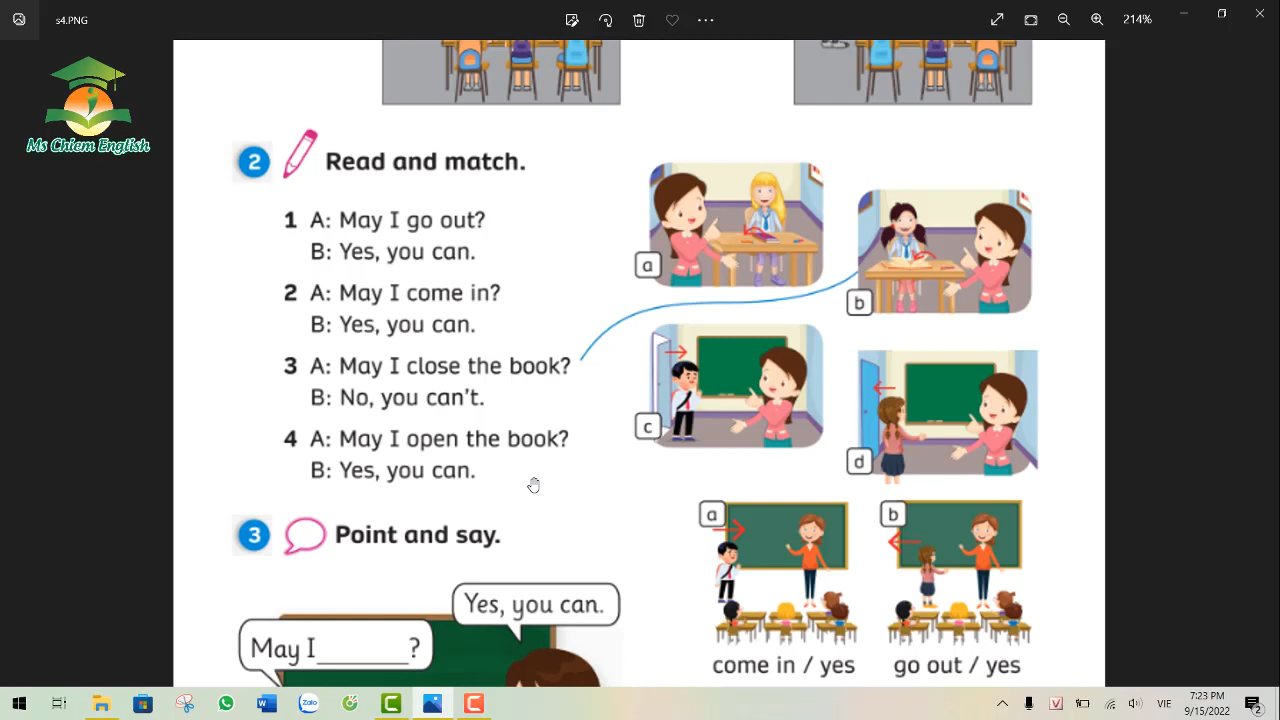 s4.PNG
214%
Ms Chiem English
2 Read and match.
1 A: May I go out?
B: Yes, you can.
2 A: May I come in?
B: Yes, you can.
3 A: May I close the book?
B: No, you can't.
4 A: May I open the book?
B: Yes, you can.
a
b
c
d
3 Point and say.
Yes, you can.
May I_______?
a
b
come in / yes
go out / yes
Zalo
VIE
7:23 PM
9/15/2022
2